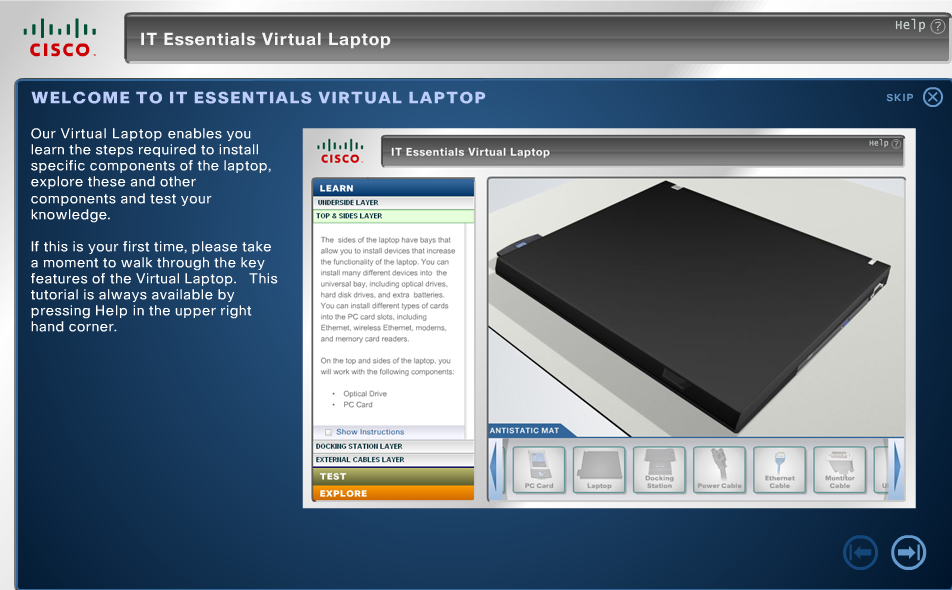 CISCO.
IT Essentials Virtual Laptop
Help ?
WELCOME TO IT ESSENTIALS VIRTUAL LAPTOP
SKIP
Our Virtual Laptop enables you
learn the steps required to install
specific components of the laptop,
explore these and other
components and test your
knowledge.
If this is your first time, please take
a moment to walk through the key
features of the Virtual Laptop. This
tutorial is always available by
pressing Help in the upper right
hand corner.
CISCO.
IT Essentials Virtual Laptop
Help ?
LEARN
UNDERSIDE LAYER
TOP & SIDES LAYER
The sides of the laptop have bays that
allow you to install devices that increase
the functionality of the laptop. You can
install many different devices into the
universal bay, including optical drives,
hard disk drives, and extra batteries.
You can install different types of cards
into the PC card slots, including
Ethernet, wireless Ethernet, modems,
and memory card readers.
On the top and sides of the laptop, you
will work with the following components:
• Optical Drive
• PC Card
Show Instructions
DOCKING STATION LAYER
EXTERNAL CABLES LAYER
TEST
EXPLORE
ANTISTATIC MAT
PC Card
Laptop
Docking
Station
Power Cable
Ethernet
Cable
Monitor
Cable